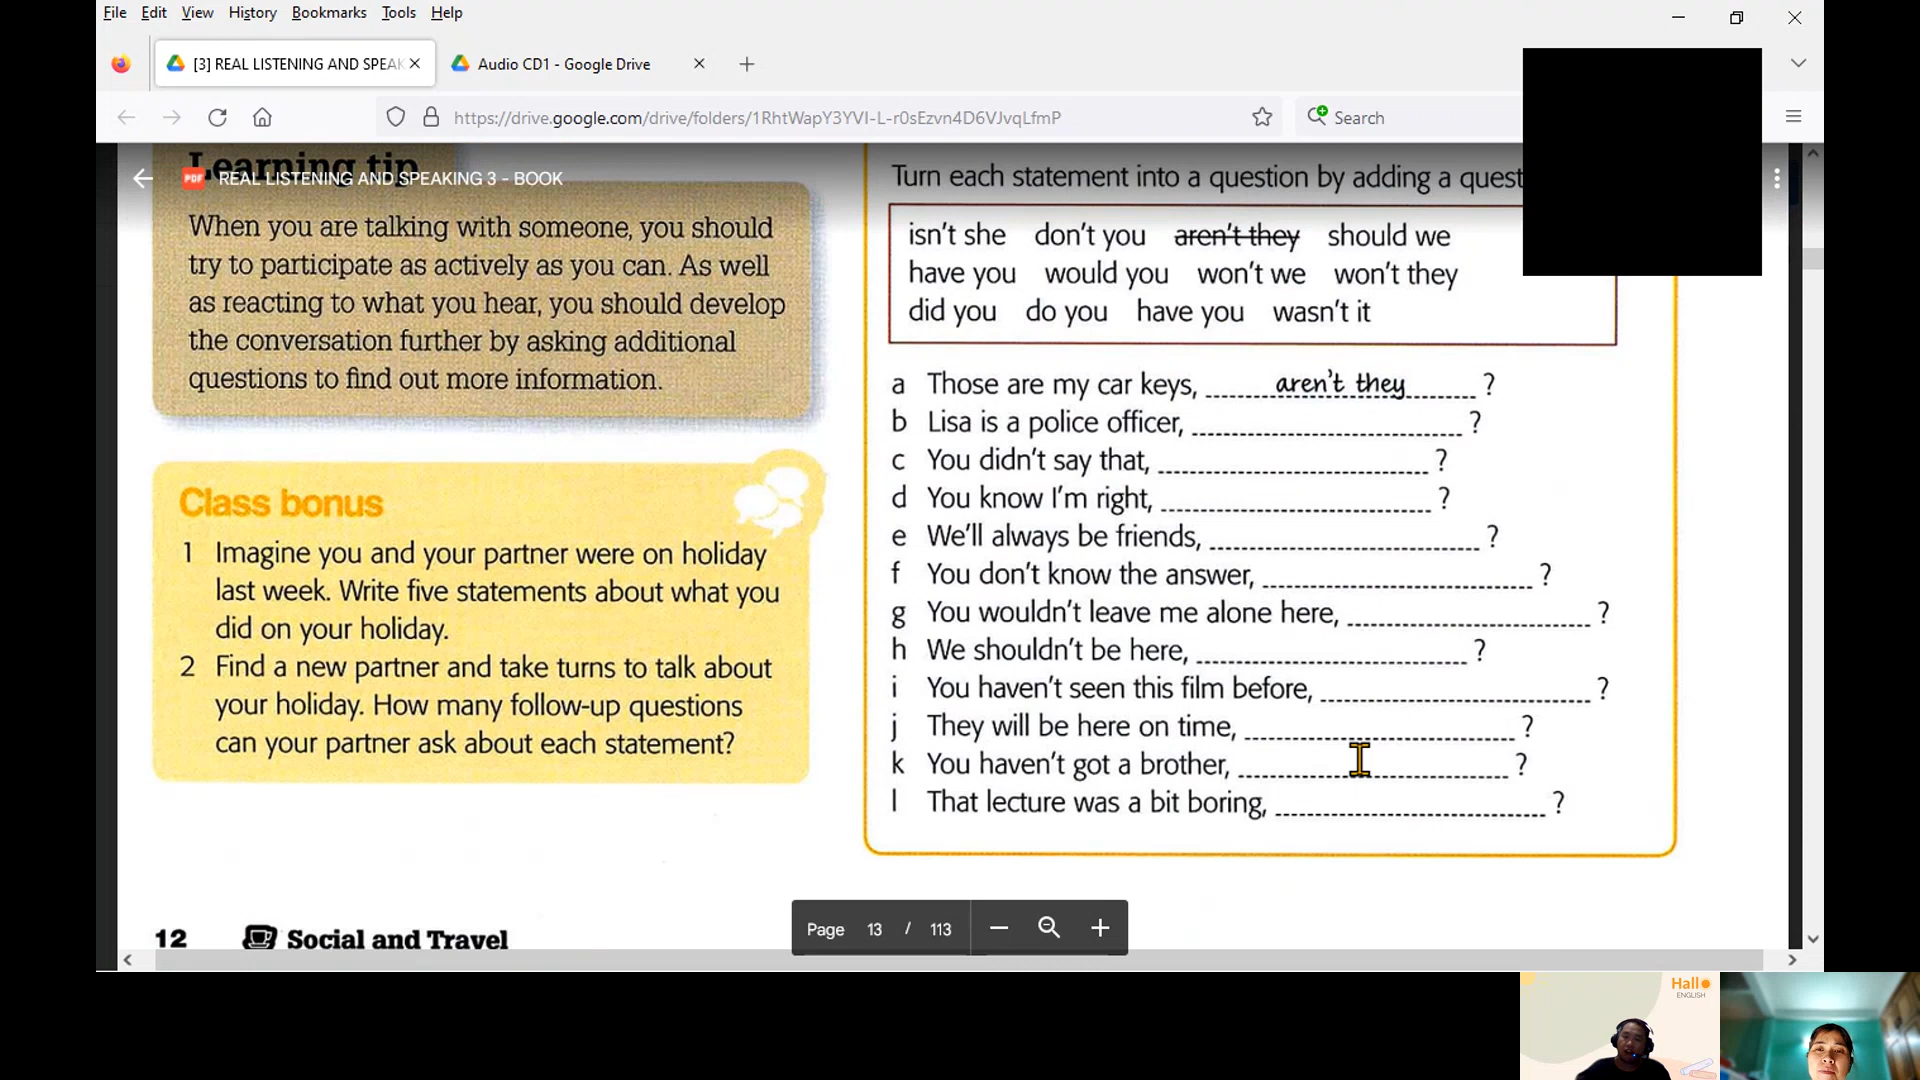 File Edit View History Bookmarks Tools Help
[3] REAL LISTENING AND SPEAK
Audio CD1 - Google Drive
https://drive.google.com/drive/folders/1RhtWapY3YVI-L-r0sEzvn4D6VJvqLfmP
Search
Learning tip
PDF REAL LISTENING AND SPEAKING 3 - BOOK
When you are talking with someone, you should
try to participate as actively as you can. As well
as reacting to what you hear, you should develop
the conversation further by asking additional
questions to find out more information.
Class bonus
1 Imagine you and your partner were on holiday
last week. Write five statements about what you
did on your holiday.
2 Find a new partner and take turns to talk about
your holiday. How many follow-up questions
can your partner ask about each statement?
12 Social and Travel
Turn each statement into a question by adding a quest
isn't she don't you aren't they should we
have you would you won't we won't they
did you do you have you wasn't it
a Those are my car keys, aren't they ?
b Lisa is a police officer, ?
c You didn't say that, ?
d You know I'm right, ?
e We'll always be friends, ?
f You don't know the answer, ?
g You wouldn't leave me alone here, ?
h We shouldn't be here, ?
i You haven't seen this film before, ?
j They will be here on time, ?
k You haven't got a brother, ?
l That lecture was a bit boring, ?
Page 13 / 113
Hallo
ENGLISH